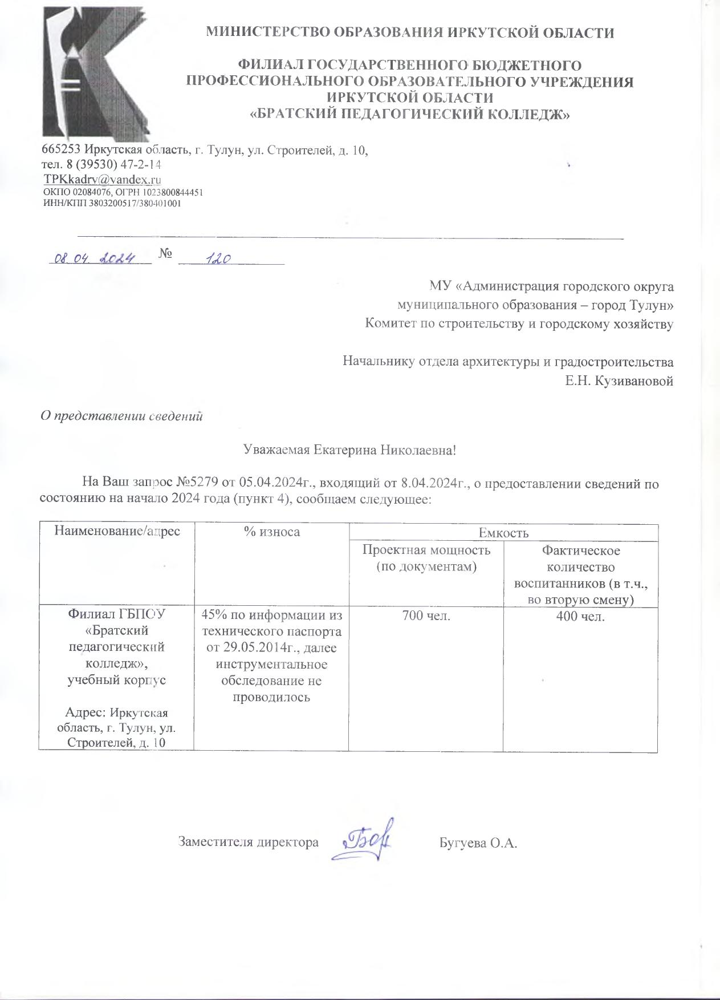 МИНИСТЕРСТВО ОБРАЗОВАНИЯ ИРКУТСКОЙ ОБЛАСТИ
ФИЛИАЛ ГОСУДАРСТВЕННОГО БЮДЖЕТНОГО
ПРОФЕССИОНАЛЬНОГО ОБРАЗОВАТЕЛЬНОГО УЧРЕЖДЕНИЯ
ИРКУТСКОЙ ОБЛАСТИ
«БРАТСКИЙ ПЕДАГОГИЧЕСКИЙ КОЛЛЕДЖ»
665253 Иркутская область, г. Тулун, ул. Строителей, д. 10,
тел. 8 (39530) 47-2-14
TPKkadry@yandex.ru
ОКПО 02084076, ОГРН 1023800844451
ИНН/КПП 3803200517/380401001
08. 04. 2024 № 120
МУ «Администрация городского округа
муниципального образования – город Тулун»
Комитет по строительству и городскому хозяйству
Начальнику отдела архитектуры и градостроительства
Е.Н. Кузивановой
О представлении сведений
Уважаемая Екатерина Николаевна!
На Ваш запрос №5279 от 05.04.2024г., входящий от 8.04.2024г., о предоставлении сведений по
состоянию на начало 2024 года (пункт 4), сообщаем следующее:
Наименование/адрес
% износа
Емкость
Проектная мощность
(по документам)
Фактическое
количество
воспитанников (в т.ч.,
во вторую смену)
Филиал ГБПОУ
«Братский
педагогический
колледж»,
учебный корпус
Адрес: Иркутская
область, г. Тулун, ул.
Строителей, д. 10
45% по информации из
технического паспорта
от 29.05.2014г., далее
инструментальное
обследование не
проводилось
700 чел.
400 чел.
Заместителя директора Бугуева О.А.